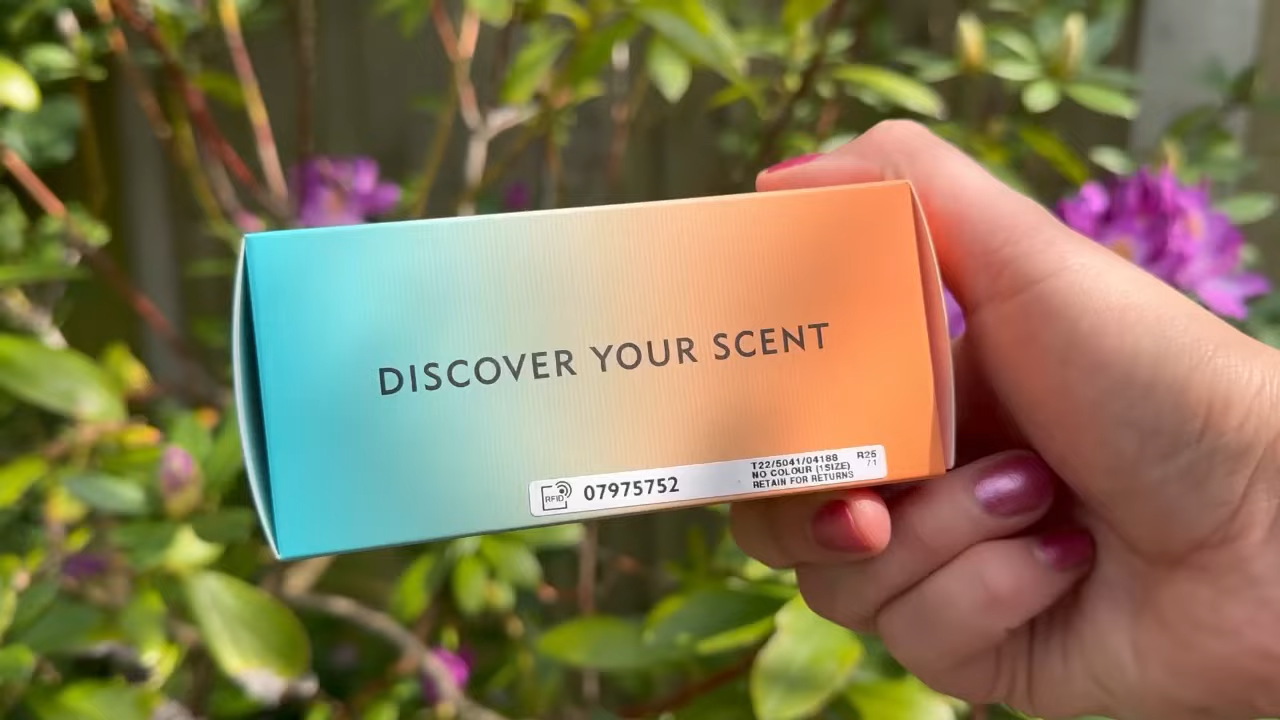 DISCOVER YOUR SCENT
RFID 07975752
T22/5041/04188 R25
NO COLOUR (1SIZE) /1
RETAIN FOR RETURNS